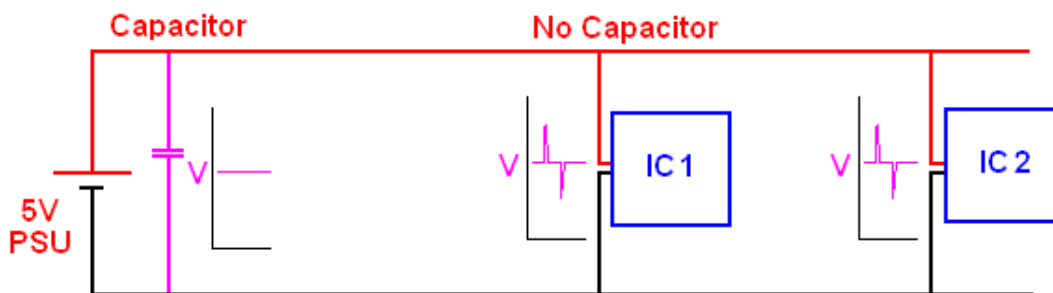 Capacitor
No Capacitor
V
V
IC 1
V
IC 2
5V
PSU